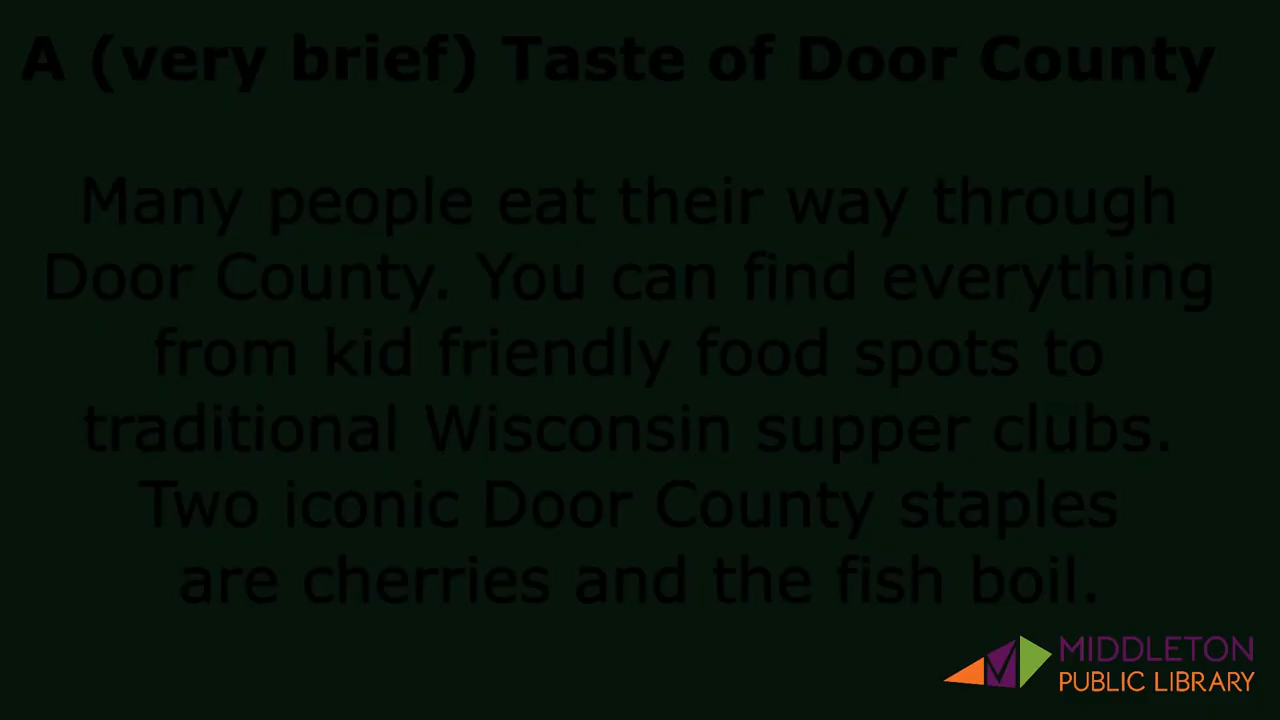 A (very brief) Taste of Door County
Many people eat their way through
Door County. You can find everything
from kid friendly food spots to
traditional Wisconsin supper clubs.
Two iconic Door County staples
are cherries and the fish boil.
MIDDLETON
PUBLIC LIBRARY